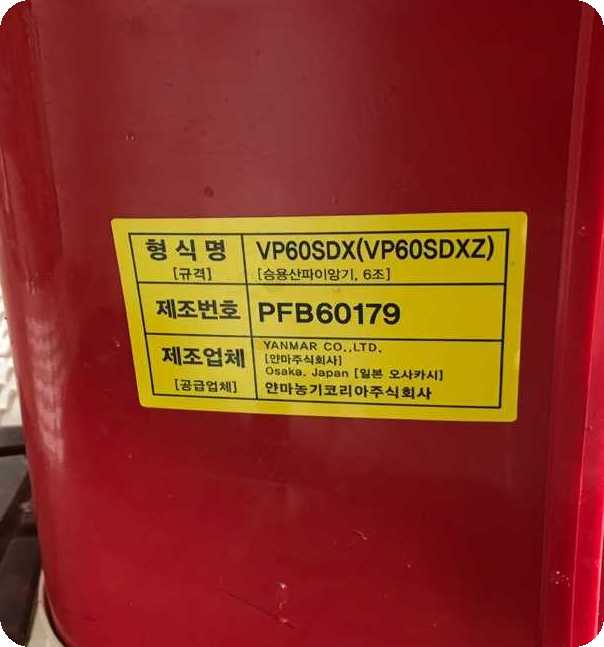 형식명 VP60SDX(VP60SDXZ)
[규격] [승용산파이앙기, 6조]
제조번호 PFB60179
YANMAR CO.,LTD.
제조업체 [얀마주식회사]
Osaka. Japan [일본 오사카시]
[공급업체] 얀마농기코리아주식회사